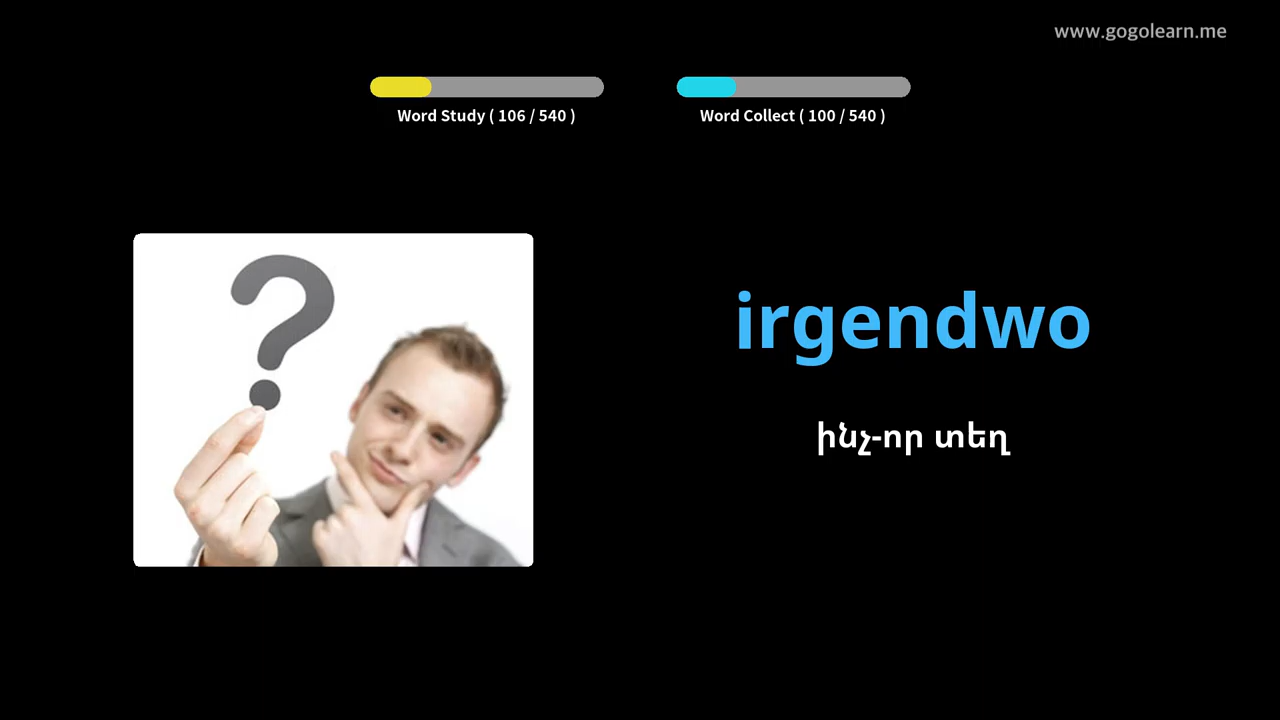 www.gogolearn.me
Word Study ( 106 / 540 )
Word Collect ( 100 / 540 )
irgendwo
ինչ-որ տեղ